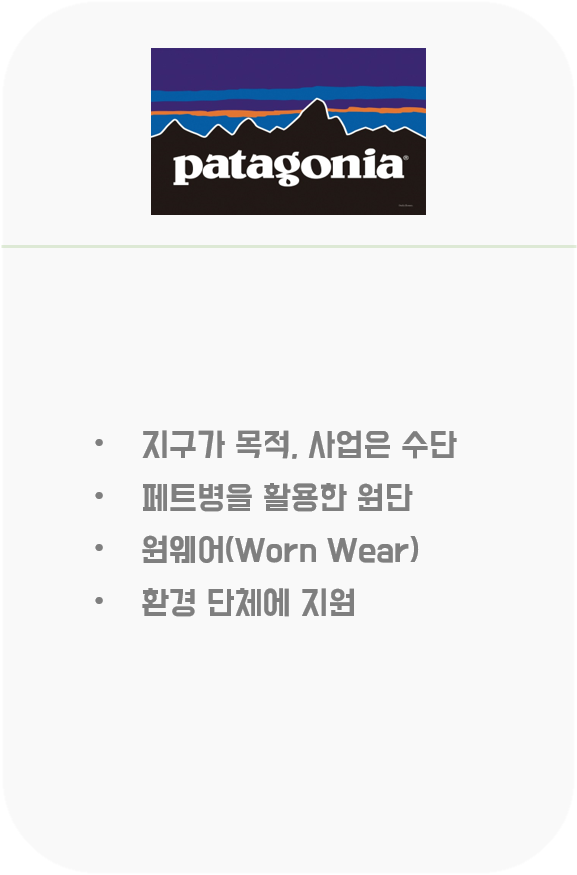 patagonia®
• 지구가 목적, 사업은 수단
• 페트병을 활용한 원단
• 원웨어(Worn Wear)
• 환경 단체에 지원